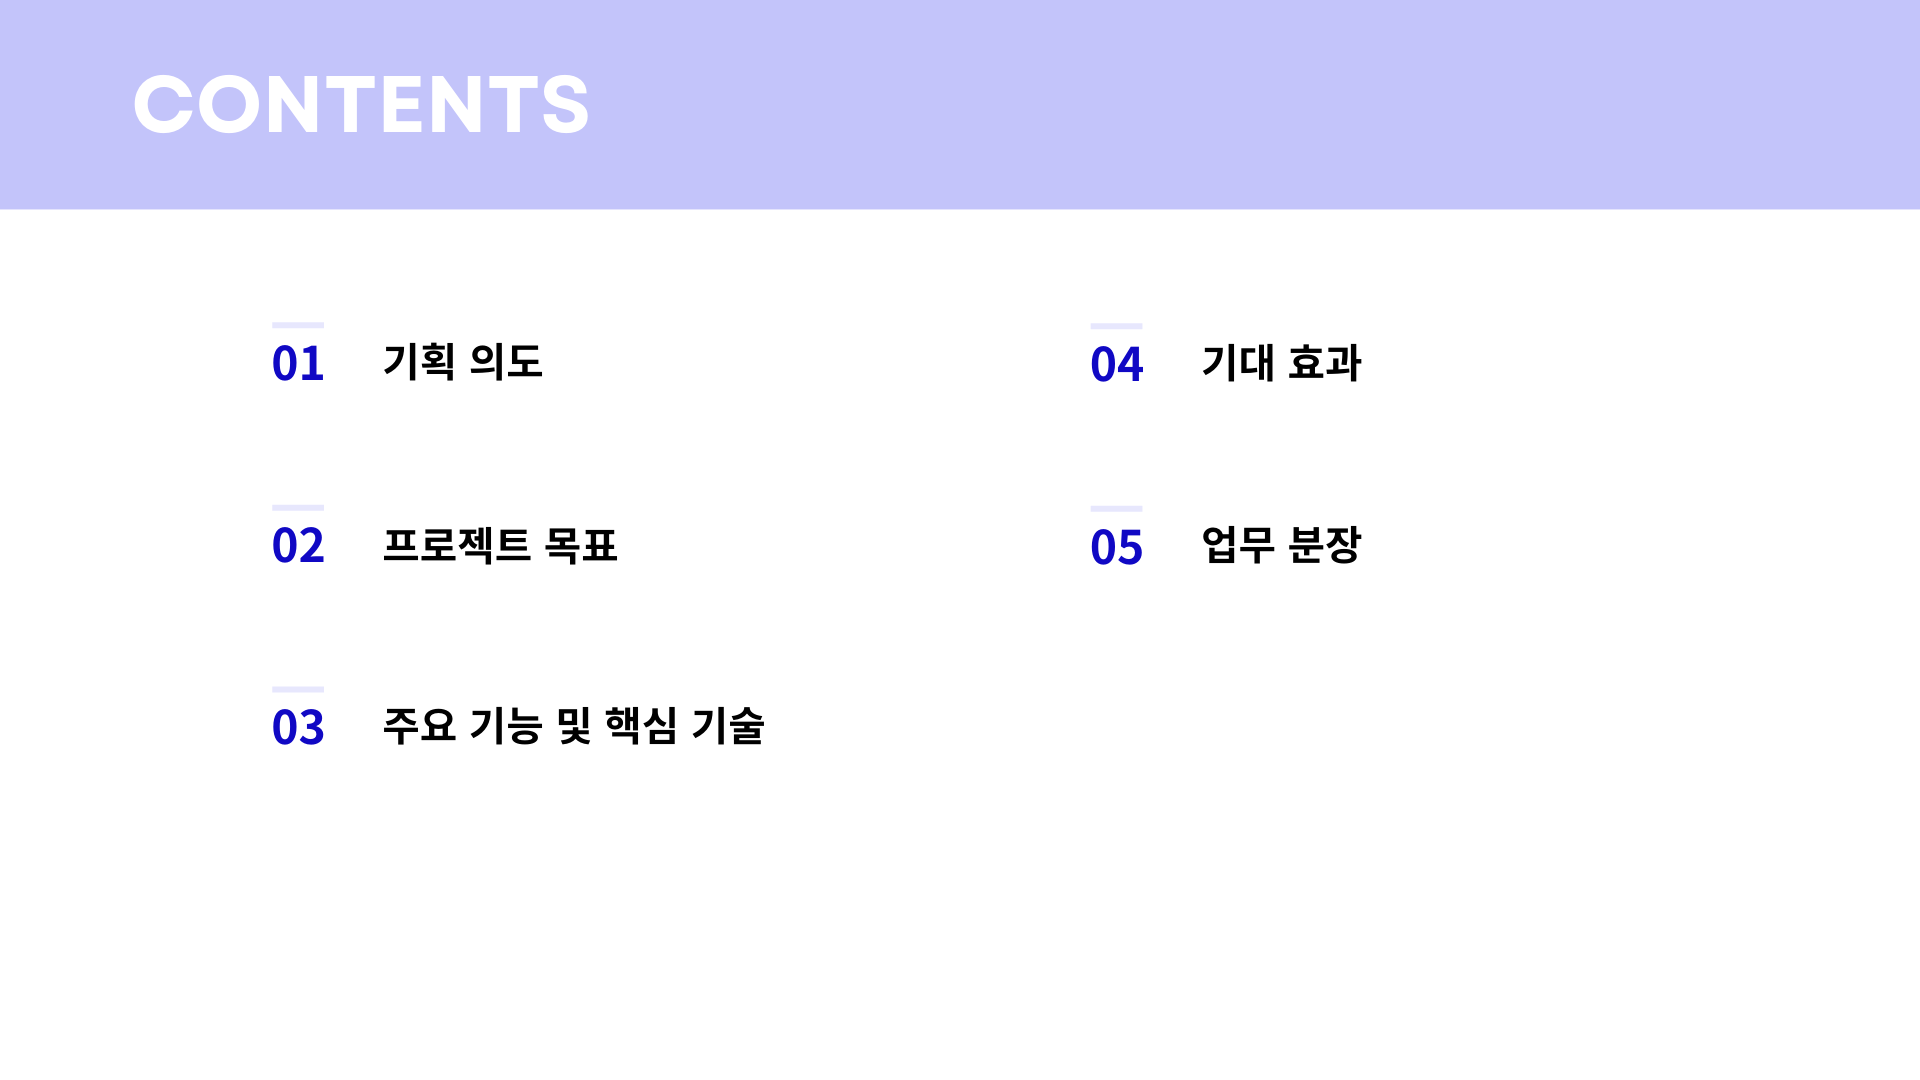 CONTENTS
01 기획 의도
02 프로젝트 목표
03 주요 기능 및 핵심 기술
04 기대 효과
05 업무 분장